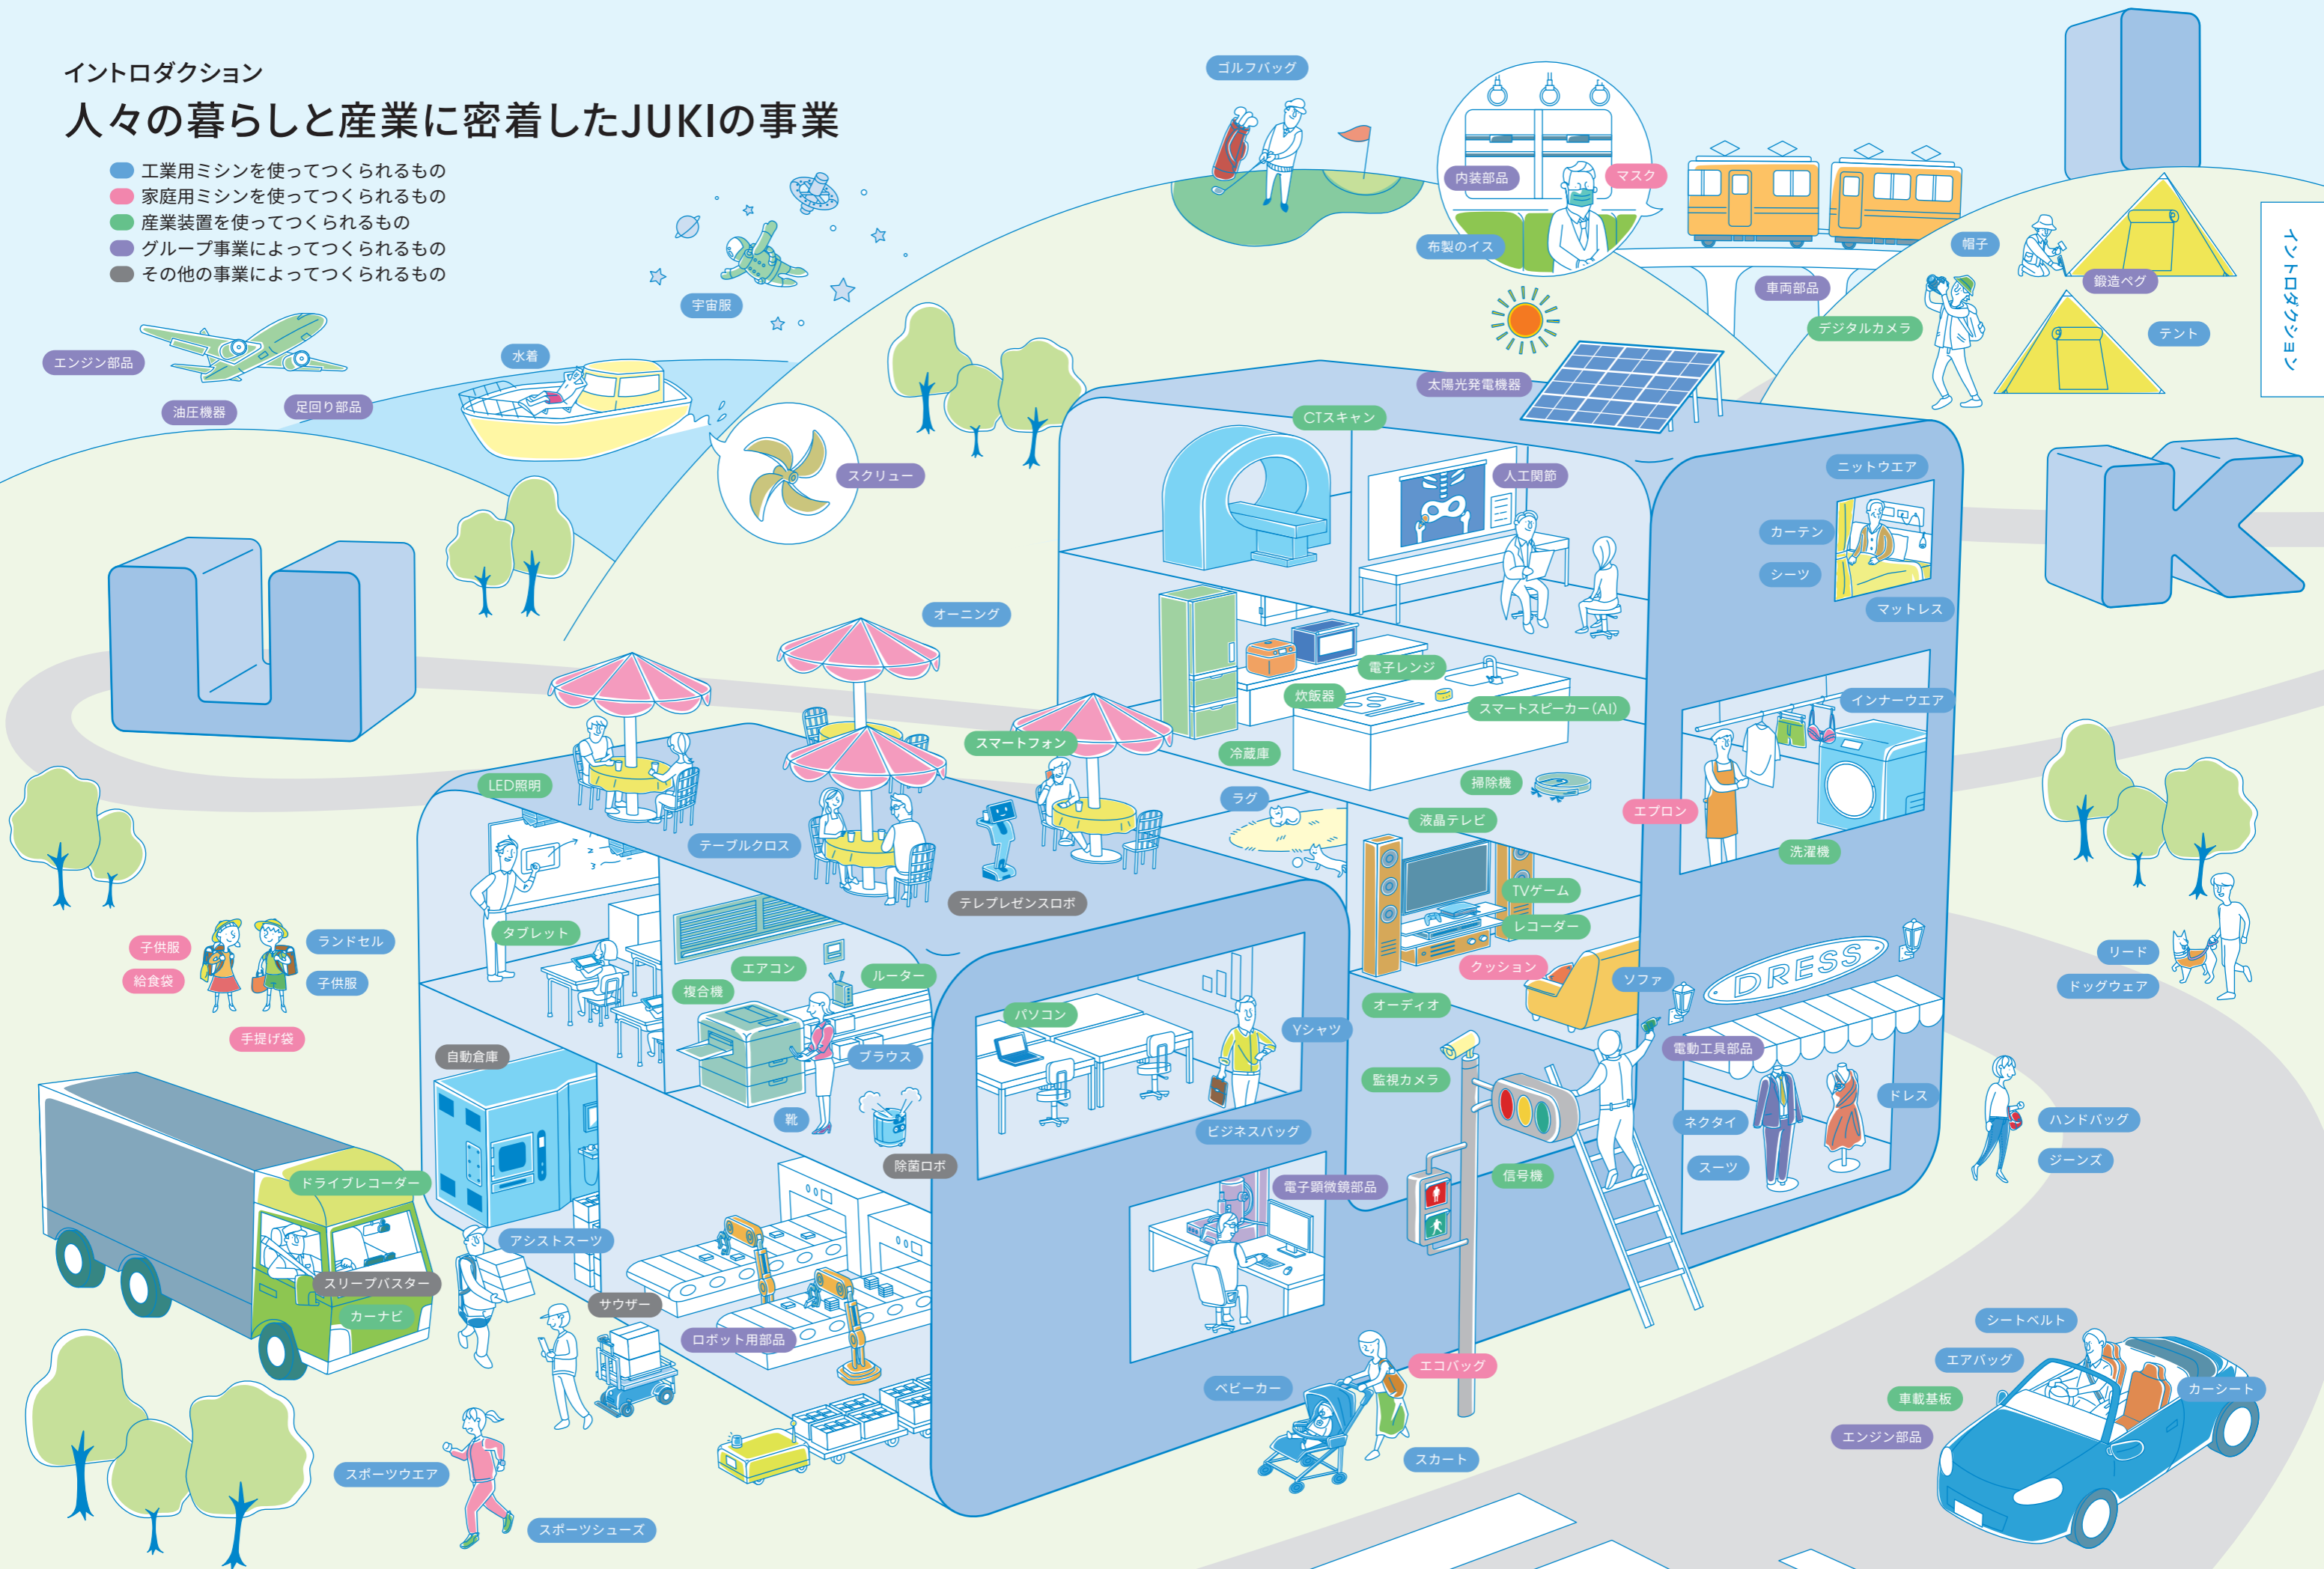 イントロダクション
人々の暮らしと産業に密着したJUKIの事業
工業用ミシンを使ってつくられるもの
家庭用ミシンを使ってつくられるもの
産業装置を使ってつくられるもの
グループ事業によってつくられるもの
その他の事業によってつくられるもの
イントロダクション
ゴルフバッグ
内装部品
マスク
布製のイス
車両部品
帽子
鍛造ペグ
デジタルカメラ
テント
宇宙服
エンジン部品
油圧機器
足回り部品
水着
スクリュー
太陽光発電機器
CTスキャン
人工関節
ニットウエア
カーテン
シーツ
マットレス
I
K
U
オーニング
電子レンジ
炊飯器
スマートスピーカー(AI)
冷蔵庫
掃除機
インナーウエア
エプロン
洗濯機
スマートフォン
LED照明
テーブルクロス
テレプレゼンスロボ
ラグ
液晶テレビ
TVゲーム
レコーダー
クッション
ソファ
オーディオ
DRESS
タブレット
エアコン
複合機
ルーター
ブラウス
靴
除菌ロボ
パソコン
Yシャツ
ビジネスバッグ
子供服
給食袋
ランドセル
子供服
手提げ袋
自動倉庫
監視カメラ
電動工具部品
ネクタイ
スーツ
ドレス
リード
ドッグウェア
ハンドバッグ
ジーンズ
信号機
電子顕微鏡部品
ドライブレコーダー
スリープバスター
カーナビ
アシストスーツ
サウザー
ロボット用部品
エコバッグ
ベビーカー
スカート
スポーツウエア
スポーツシューズ
シートベルト
エアバッグ
車載基板
エンジン部品
カーシート